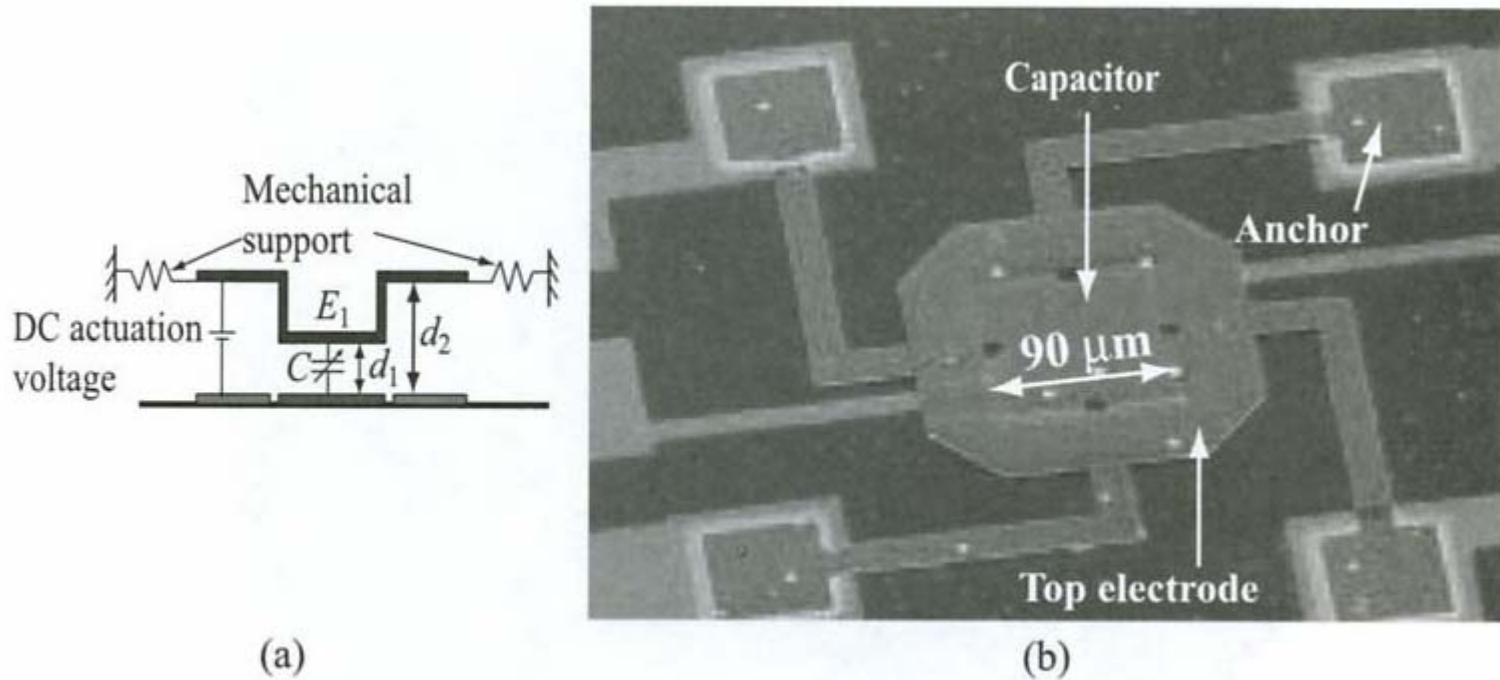 Mechanical
support
DC actuation
voltage
E₁
C
d₁
d₂
(a)
Capacitor
Anchor
90 µm
Top electrode
(b)